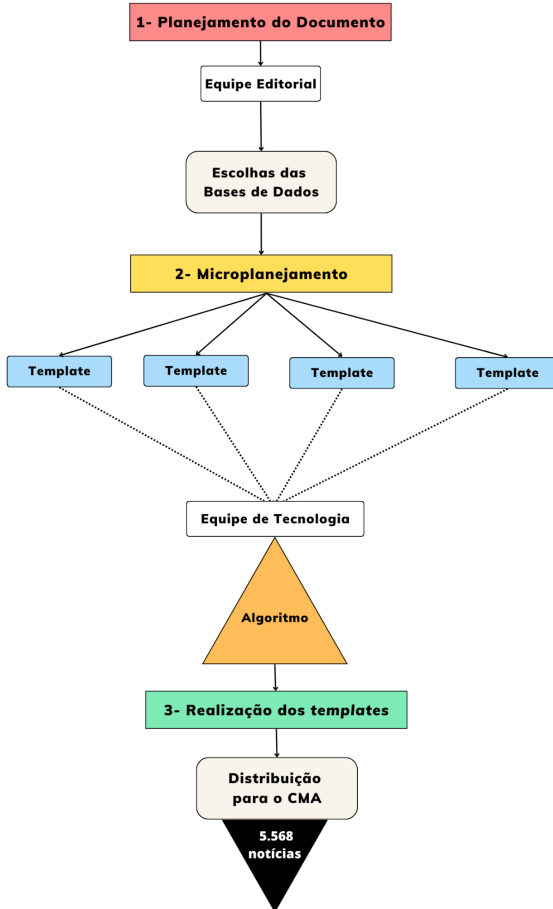 1- Planejamento do Documento
Equipe Editorial
Escolhas das
Bases de Dados
2- Microplanejamento
Template
Template
Template
Template
Equipe de Tecnologia
Algoritmo
3- Realização dos templates
Distribuição
para o CMA
5.568
notícias